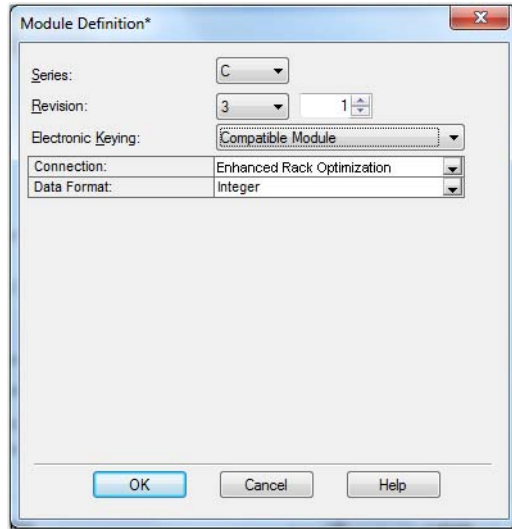 Module Definition*
Series: C
Revision: 3 1
Electronic Keying: Compatible Module
Connection: Enhanced Rack Optimization
Data Format: Integer
OK Cancel Help